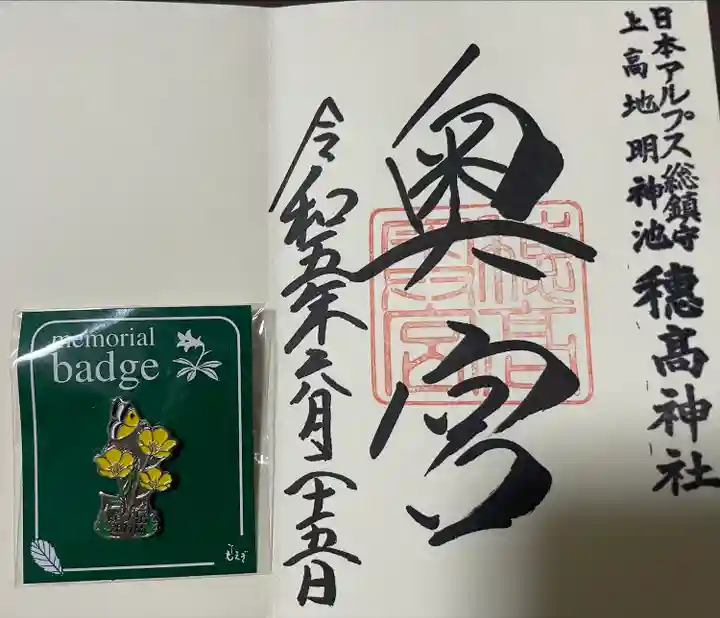 日本アルプス総鎮守
上高地明神池
穂高神社
奥宮
令和五年六月二十五日
memorial
badge